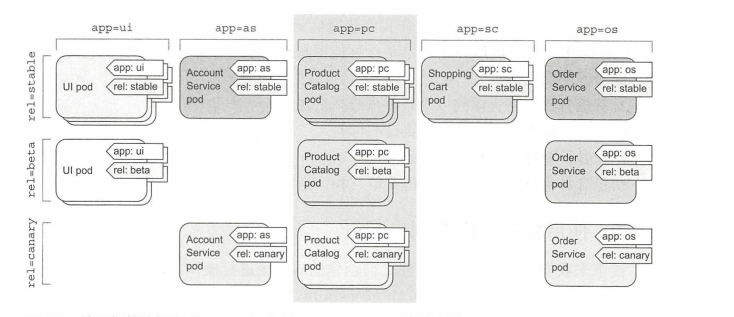 app=ui
app=as
app=pc
app=sc
app=os
rel=stable
UI pod
app: ui
rel: stable
Account
Service
pod
app: as
rel: stable
Product
Catalog
pod
app: pc
rel: stable
Shopping
Cart
pod
app: sc
rel: stable
Order
Service
pod
app: os
rel: stable
rel=beta
UI pod
app: ui
rel: beta
Product
Catalog
pod
app: pc
rel: beta
Order
Service
pod
app: os
rel: beta
rel=canary
Account
Service
pod
app: as
rel: canary
Product
Catalog
pod
app: pc
rel: canary
Order
Service
pod
app: os
rel: canary